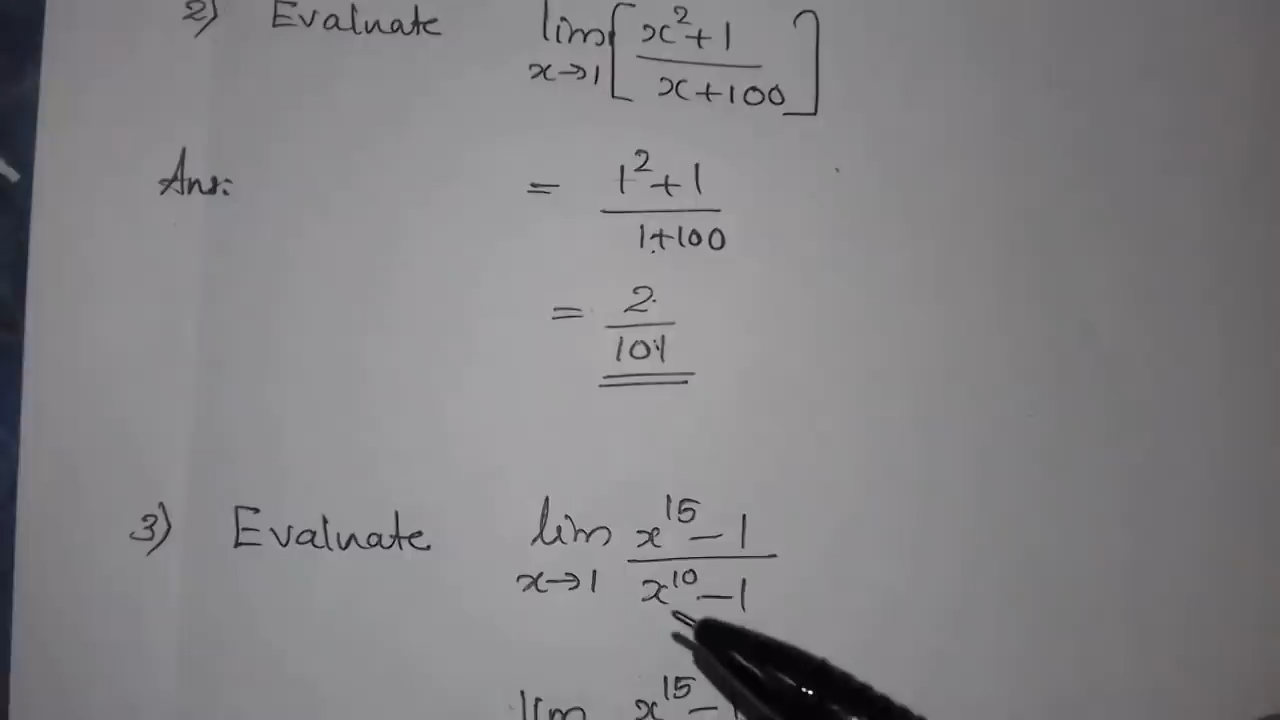 2) Evaluate lim x→1 [x²+1 / x+100]
Ans: = 1²+1 / 1+100
= 2 / 101
3) Evaluate lim x→1 x¹⁵-1 / x¹⁰-1
lim x¹⁵-